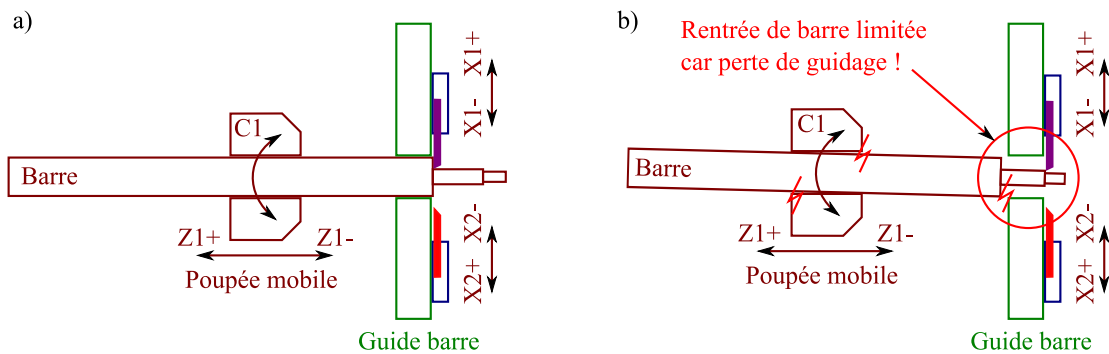 a)
X1+
X1-
C1
Barre
X2-
X2+
Z1+
Z1-
Poupée mobile
Guide barre
b)
Rentrée de barre limitée
car perte de guidage !
X1+
X1-
C1
Barre
X2-
X2+
Z1+
Z1-
Poupée mobile
Guide barre